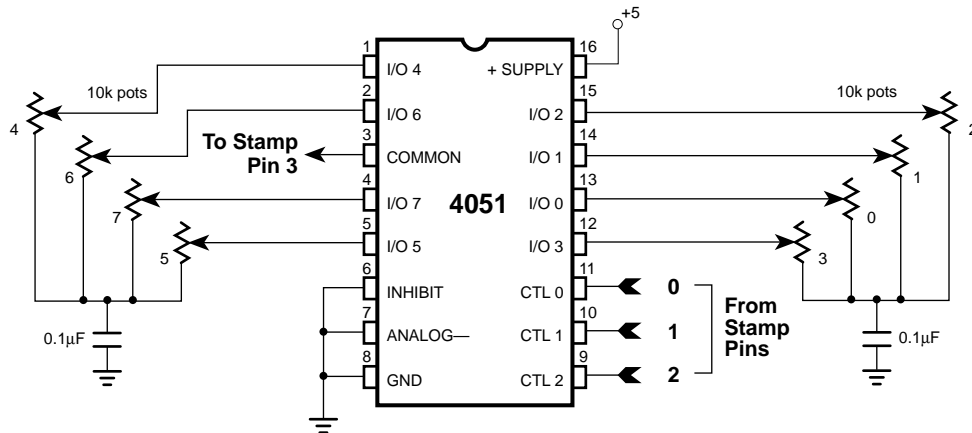 +5
1
I/O 4
16
+ SUPPLY
10k pots
4
2
I/O 6
15
I/O 2
10k pots
2
6
To Stamp
Pin 3
3
COMMON
14
I/O 1
1
7
4
I/O 7
4051
13
I/O 0
0
5
5
I/O 5
12
I/O 3
3
6
INHIBIT
11
CTL 0
0
From
Stamp
Pins
0.1µF
7
ANALOG—
10
CTL 1
1
0.1µF
8
GND
9
CTL 2
2